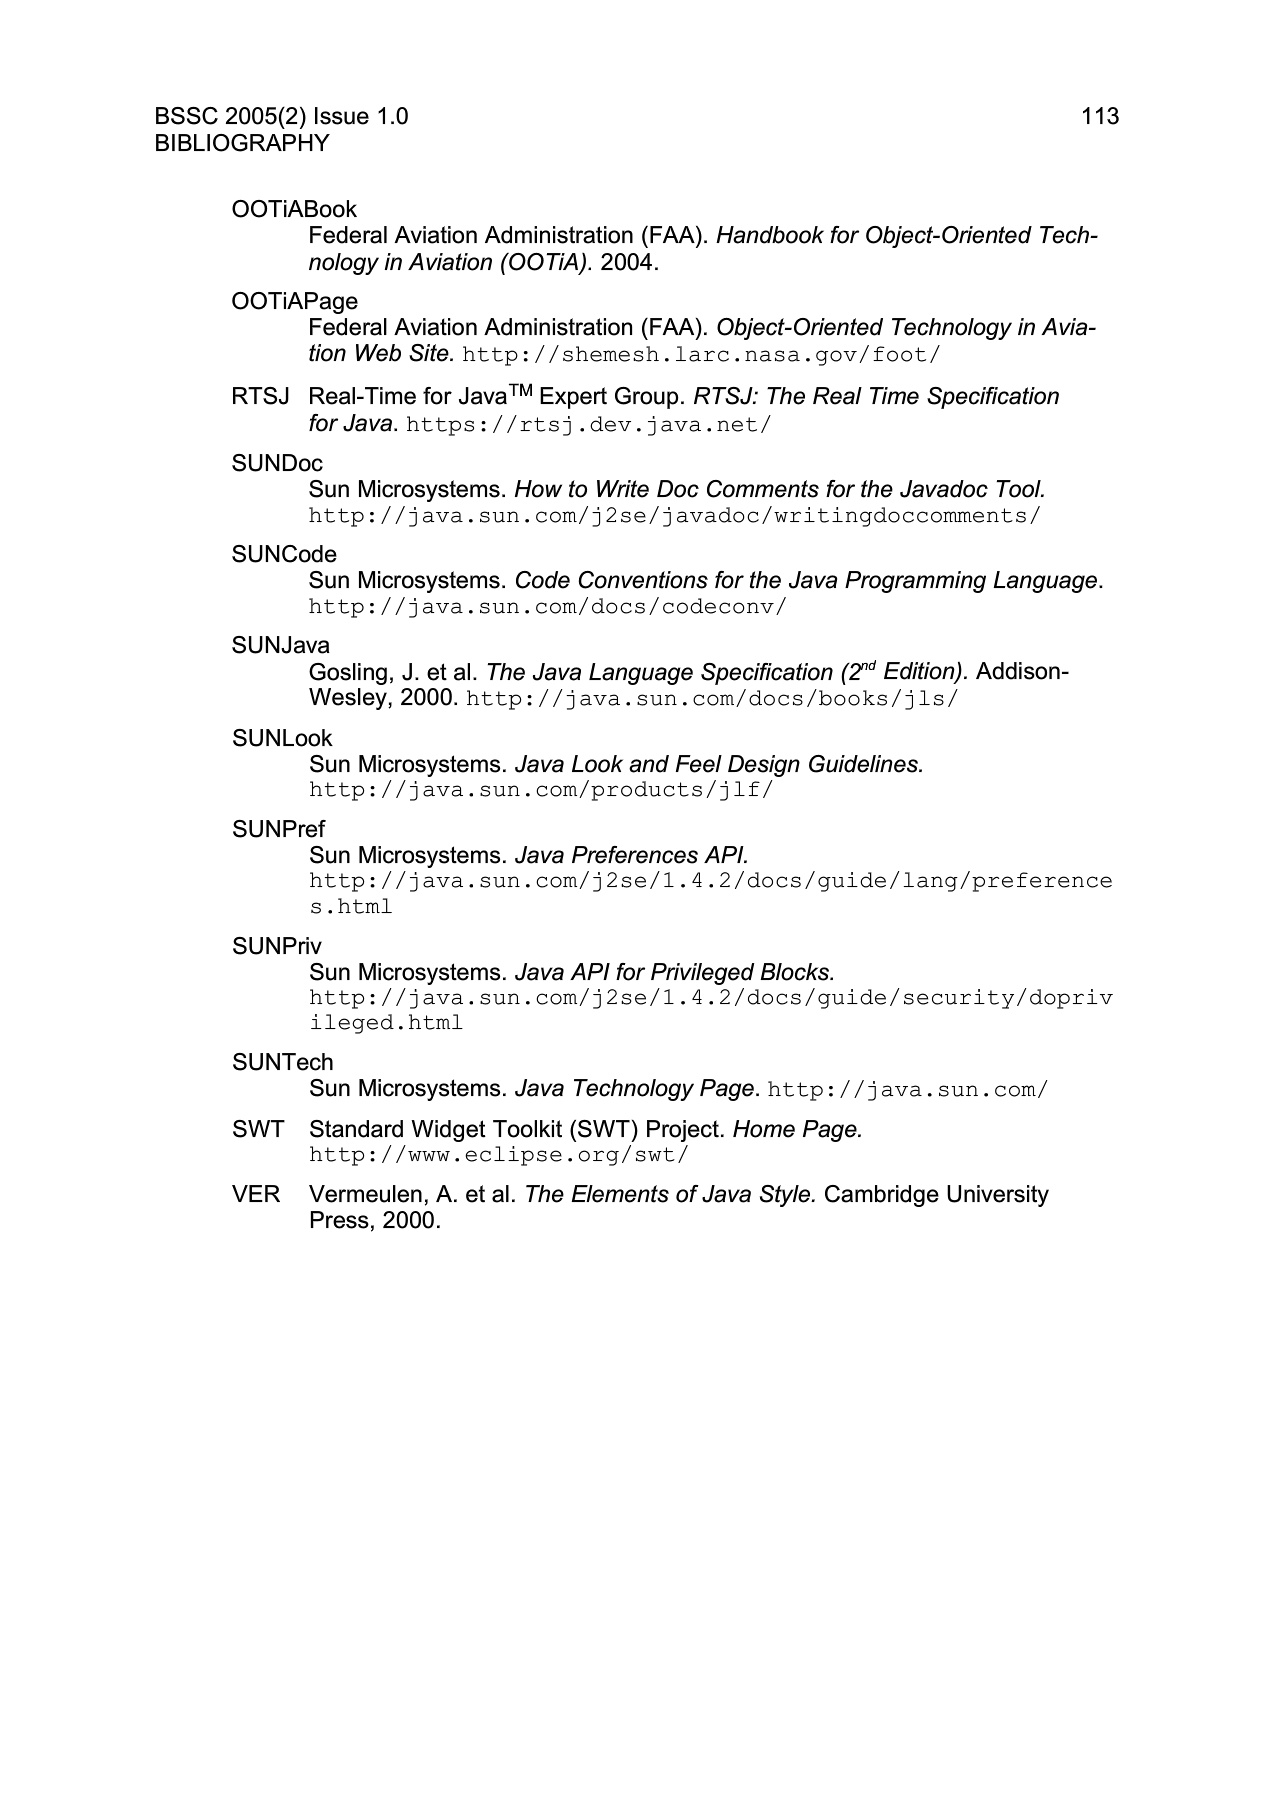 BSSC 2005(2) Issue 1.0 113
BIBLIOGRAPHY
OOTiABook
Federal Aviation Administration (FAA). Handbook for Object-Oriented Tech-
nology in Aviation (OOTiA). 2004.
OOTiAPage
Federal Aviation Administration (FAA). Object-Oriented Technology in Avia-
tion Web Site. http://shemesh.larc.nasa.gov/foot/
RTSJ Real-Time for Java™ Expert Group. RTSJ: The Real Time Specification
for Java. https://rtsj.dev.java.net/
SUNDoc
Sun Microsystems. How to Write Doc Comments for the Javadoc Tool.
http://java.sun.com/j2se/javadoc/writingdoccomments/
SUNCode
Sun Microsystems. Code Conventions for the Java Programming Language.
http://java.sun.com/docs/codeconv/
SUNJava
Gosling, J. et al. The Java Language Specification (2nd Edition). Addison-
Wesley, 2000. http://java.sun.com/docs/books/jls/
SUNLook
Sun Microsystems. Java Look and Feel Design Guidelines.
http://java.sun.com/products/jlf/
SUNPref
Sun Microsystems. Java Preferences API.
http://java.sun.com/j2se/1.4.2/docs/guide/lang/preference
s.html
SUNPriv
Sun Microsystems. Java API for Privileged Blocks.
http://java.sun.com/j2se/1.4.2/docs/guide/security/dopriv
ileged.html
SUNTech
Sun Microsystems. Java Technology Page. http://java.sun.com/
SWT Standard Widget Toolkit (SWT) Project. Home Page.
http://www.eclipse.org/swt/
VER Vermeulen, A. et al. The Elements of Java Style. Cambridge University
Press, 2000.